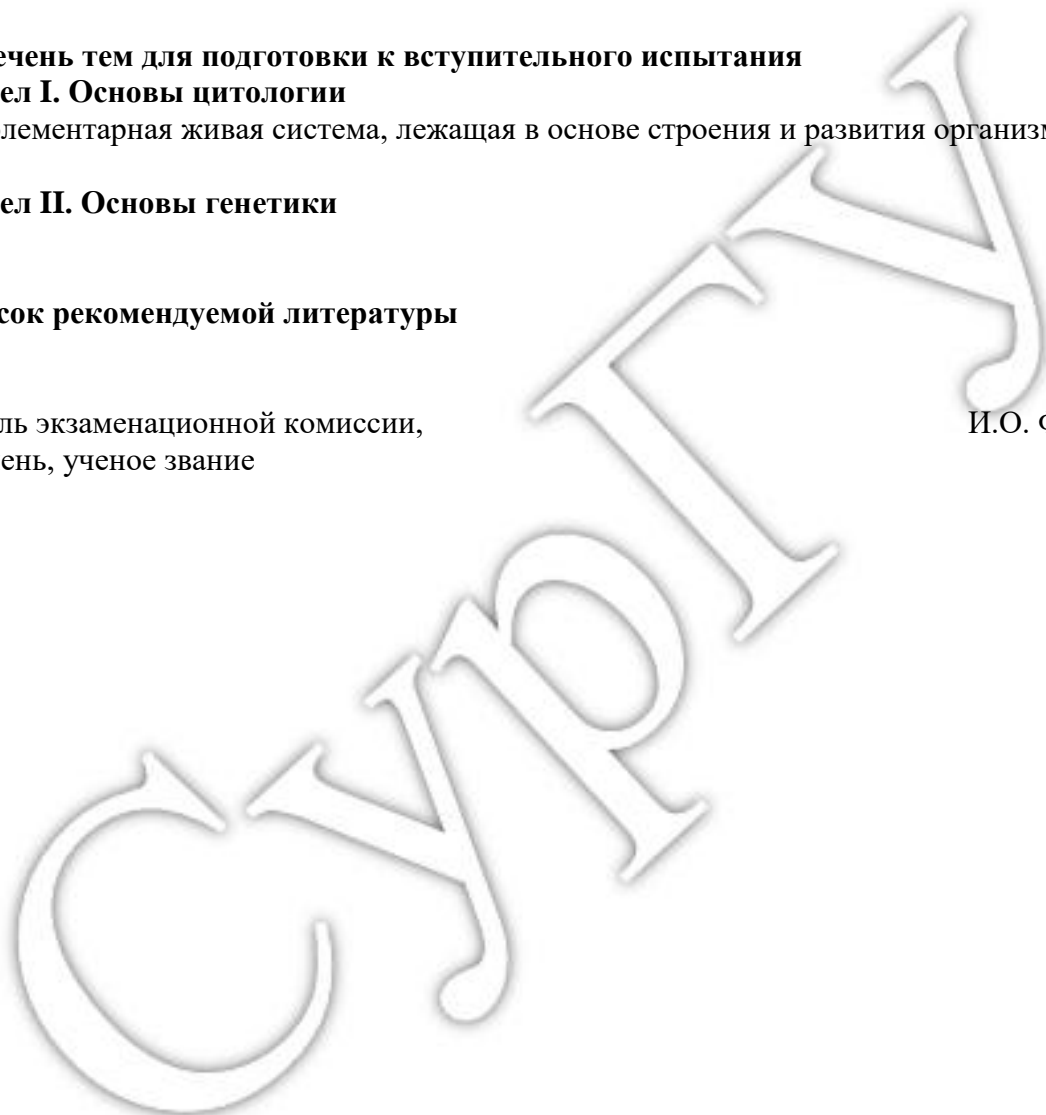 ечень тем для подготовки к вступительного испытания
ел I. Основы цитологии
лементарная живая система, лежащая в основе строения и развития организм
ел II. Основы генетики
сок рекомендуемой литературы
ль экзаменационной комиссии,
И.О. Ф
ень, ученое звание
СурГУ